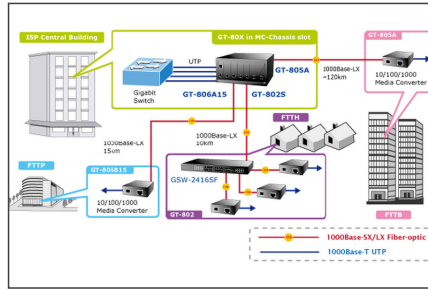 ISP Central Building
GT-80X in MC-Chassis slot
GT-805A
UTP
GT-805A
1000Base-LX
~120km
Gigabit
Switch
GT-806A15
GT-802S
10/100/1000
Media Converter
1000Base-LX
15km
1000Base-LX
10km
FTTH
FTTP
GT-806B15
GSW-2416SF
10/100/1000
Media Converter
GT-802
FTTB
1000Base-SX/LX Fiber-optic
1000Base-T UTP